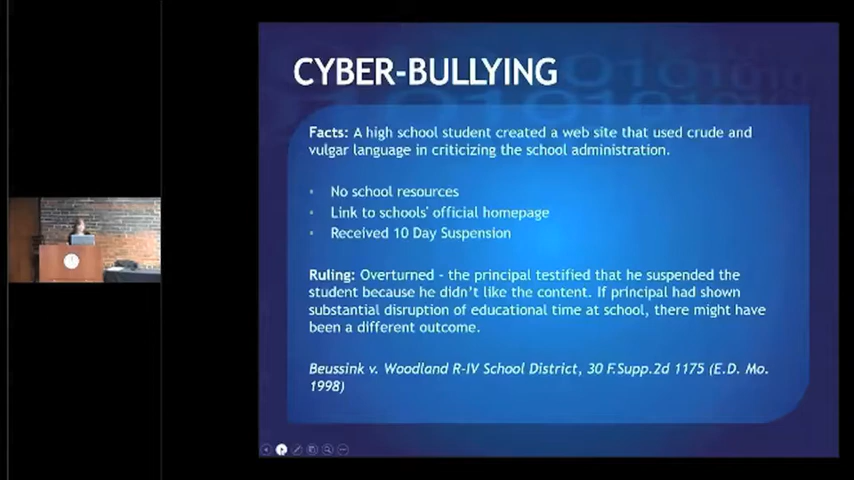 CYBER-BULLYING
Facts: A high school student created a web site that used crude and
vulgar language in criticizing the school administration.
• No school resources
• Link to schools' official homepage
• Received 10 Day Suspension
Ruling: Overturned - the principal testified that he suspended the
student because he didn't like the content. If principal had shown
substantial disruption of educational time at school, there might have
been a different outcome.
Beussink v. Woodland R-IV School District, 30 F.Supp.2d 1175 (E.D. Mo.
1998)